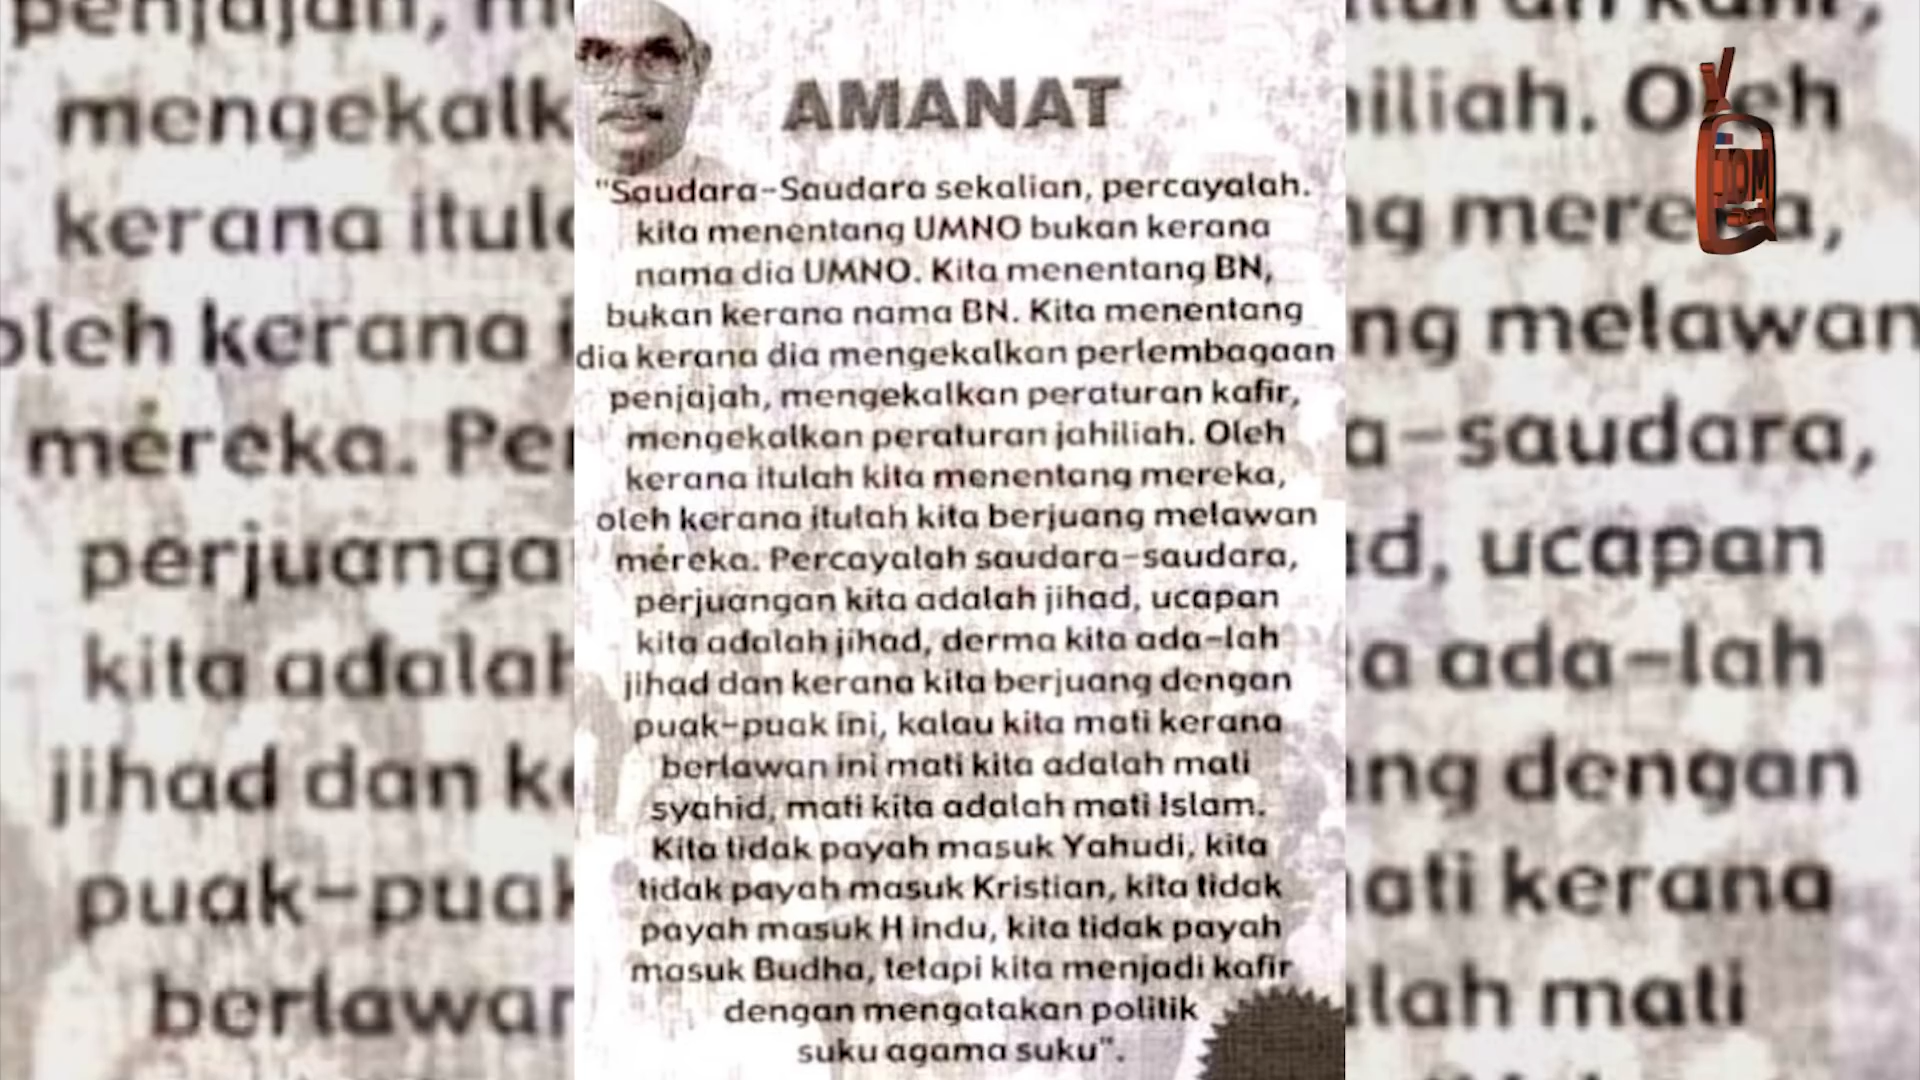 AMANAT
"Saudara-Saudara sekalian, percayalah.
kita menentang UMNO bukan kerana
nama dia UMNO. Kita menentang BN,
bukan kerana nama BN. Kita menentang
dia kerana dia mengekalkan perlembagaan
penjajah, mengekalkan peraturan kafir,
mengekalkan peraturan jahiliah. Oleh
kerana itulah kita menentang mereka,
oleh kerana itulah kita berjuang melawan
mereka. Percayalah saudara-saudara,
perjuangan kita adalah jihad, ucapan
kita adalah jihad, derma kita ada-lah
jihad dan kerana kita berjuang dengan
puak-puak ini, kalau kita mati kerana
berlawan ini mati kita adalah mati
syahid, mati kita adalah mati Islam.
Kita tidak payah masuk Yahudi, kita
tidak payah masuk Kristian, kita tidak
payah masuk H indu, kita tidak payah
masuk Budha, tetapi kita menjadi kafir
dengan mengatakan politik
suku agama suku".